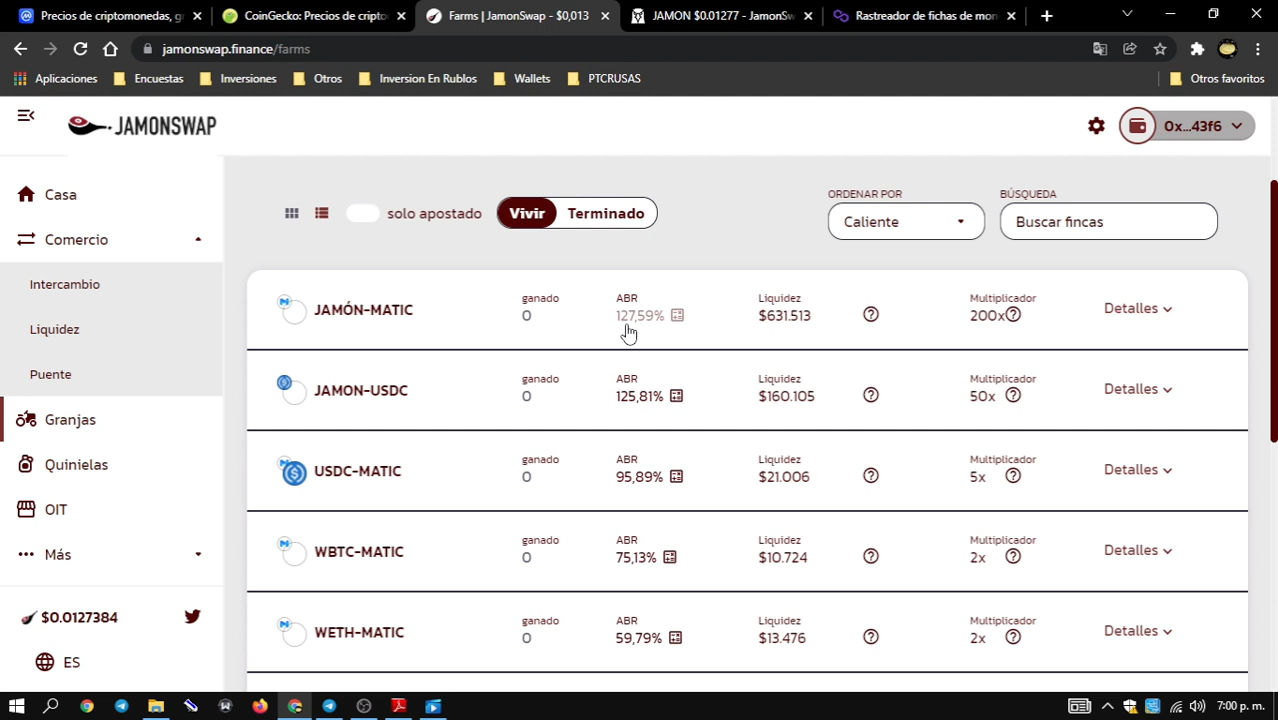 Precios de criptomonedas, gr
CoinGecko: Precios de cripto
Farms | JamonSwap - $0,013
JAMON $0.01277 - JamonSw
Rastreador de fichas de mon
jamonswap.finance/farms
Aplicaciones
Encuestas
Inversiones
Otros
Inversion En Rublos
Wallets
PTCRUSAS
Otros favoritos
JAMONSWAP
0x...43f6
Casa
Comercio
Intercambio
Liquidez
Puente
Granjas
Quinielas
OIT
Más
$0.0127384
ES
solo apostado
Vivir
Terminado
ORDENAR POR
Caliente
BÚSQUEDA
Buscar fincas
JAMÓN-MATIC
ganado
0
ABR
127,59%
Liquidez
$631.513
Multiplicador
200x
Detalles
JAMON-USDC
ganado
0
ABR
125,81%
Liquidez
$160.105
Multiplicador
50x
Detalles
USDC-MATIC
ganado
0
ABR
95,89%
Liquidez
$21.006
Multiplicador
5x
Detalles
WBTC-MATIC
ganado
0
ABR
75,13%
Liquidez
$10.724
Multiplicador
2x
Detalles
WETH-MATIC
ganado
0
ABR
59,79%
Liquidez
$13.476
Multiplicador
2x
Detalles
7:00 p. m.